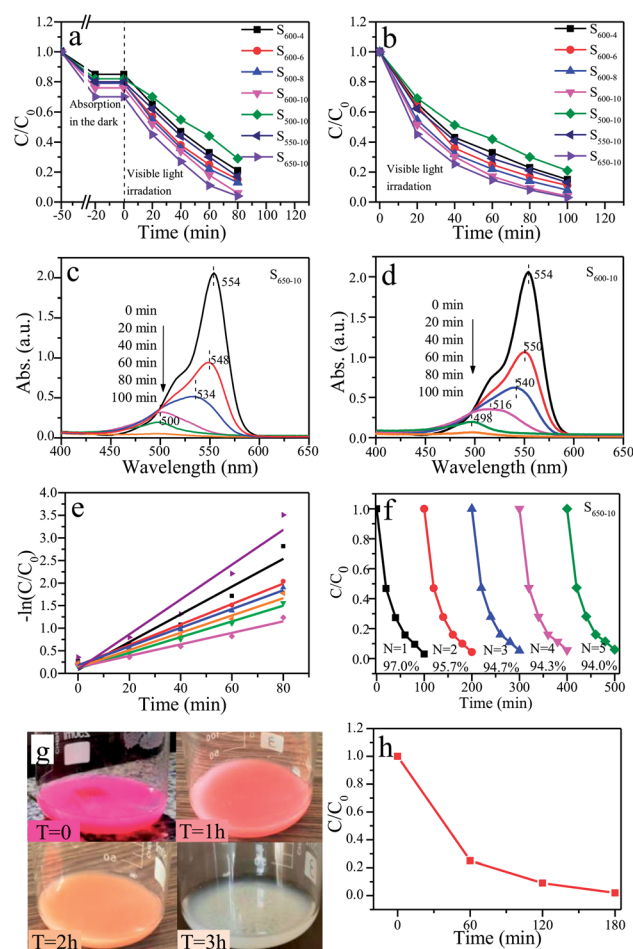 a
C/C0
1.2
1.0
0.8
0.6
0.4
0.2
0.0
-50 -20 0 20 40 60 80 100 120
Time (min)
Absorption
in the dark
Visible light
irradation
S600-4
S600-6
S600-8
S600-10
S500-10
S550-10
S650-10
b
C/C0
1.2
1.0
0.8
0.6
0.4
0.2
0.0
0 20 40 60 80 100 120
Time (min)
Visible light
irradation
S600-4
S600-6
S600-8
S600-10
S500-10
S550-10
S650-10
c
S650-10
Abs. (a.u.)
2.0
1.5
1.0
0.5
0.0
400 450 500 550 600 650
Wavelength (nm)
0 min
20 min
40 min
60 min
80 min
100 min
554
548
534
500
d
S600-10
Abs. (a.u.)
2.0
1.5
1.0
0.5
0.0
400 450 500 550 600 650
Wavelength (nm)
0 min
20 min
40 min
60 min
80 min
100 min
554
550
540
516
498
e
-ln(C/C0)
4.0
3.5
3.0
2.5
2.0
1.5
1.0
0.5
0.0
0 20 40 60 80
Time (min)
f
S650-10
C/C0
1.0
0.8
0.6
0.4
0.2
0.0
N=1 N=2 N=3 N=4 N=5
97.0% 95.7% 94.7% 94.3% 94.0%
0 100 200 300 400 500
Time (min)
g
T=0
T=1h
T=2h
T=3h
h
C/C0
1.2
1.0
0.8
0.6
0.4
0.2
0.0
0 60 120 180
Time (min)